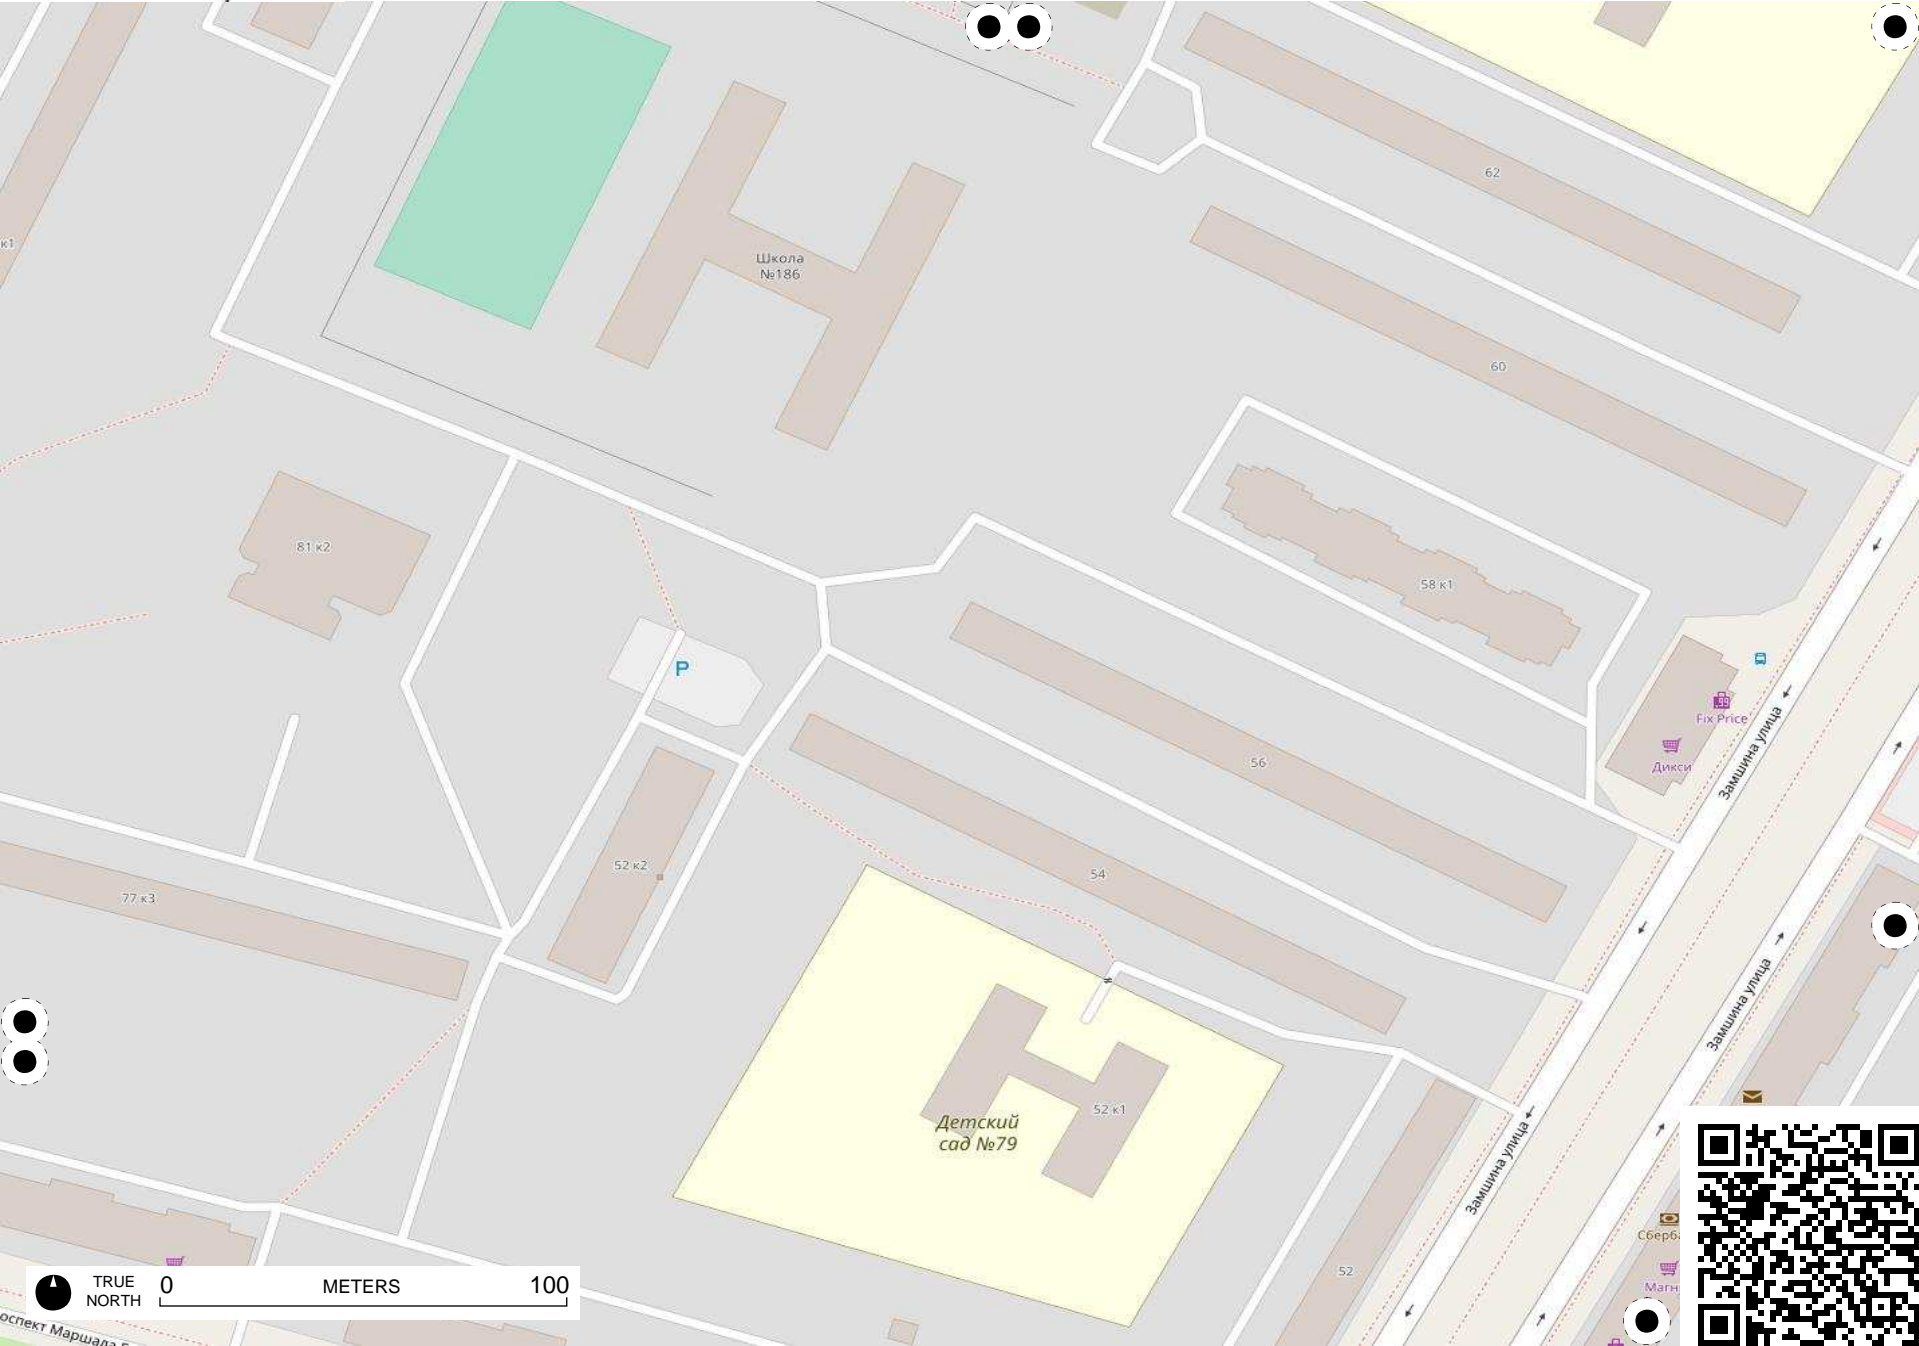 к1
62
Школа
№186
60
81 к2
58 к1
P
Fix Price
Дикси
Замшина улица
56
52 к2
54
77 к3
Замшина улица
Детский
сад №79
52 к1
Замшина улица
52
TRUE
NORTH
0 METERS 100